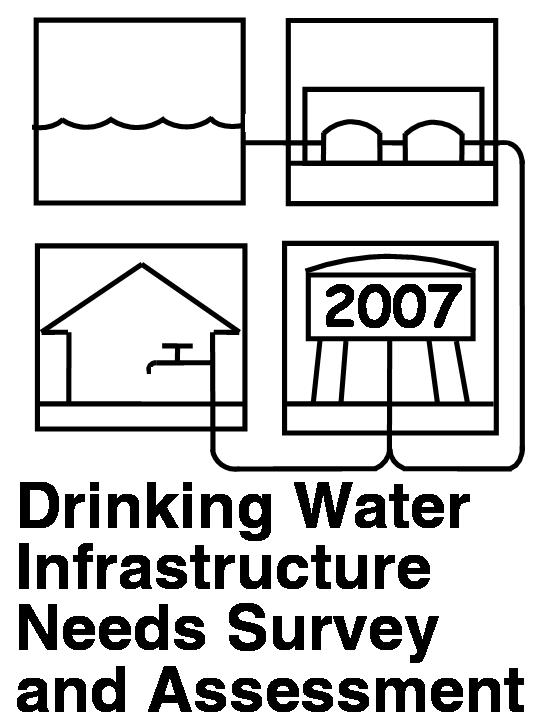 2007
Drinking Water
Infrastructure
Needs Survey
and Assessment